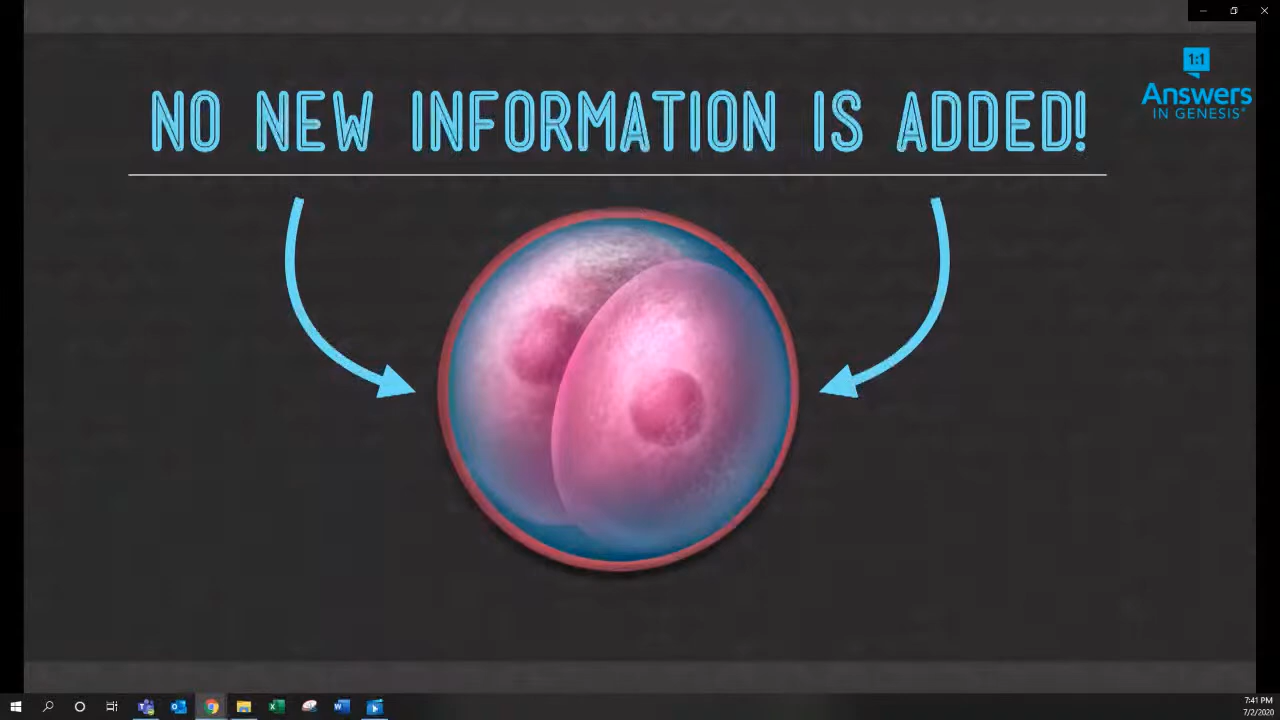 NO NEW INFORMATION IS ADDED!
1:1
Answers
IN GENESIS®
7:41 PM
7/2/2020